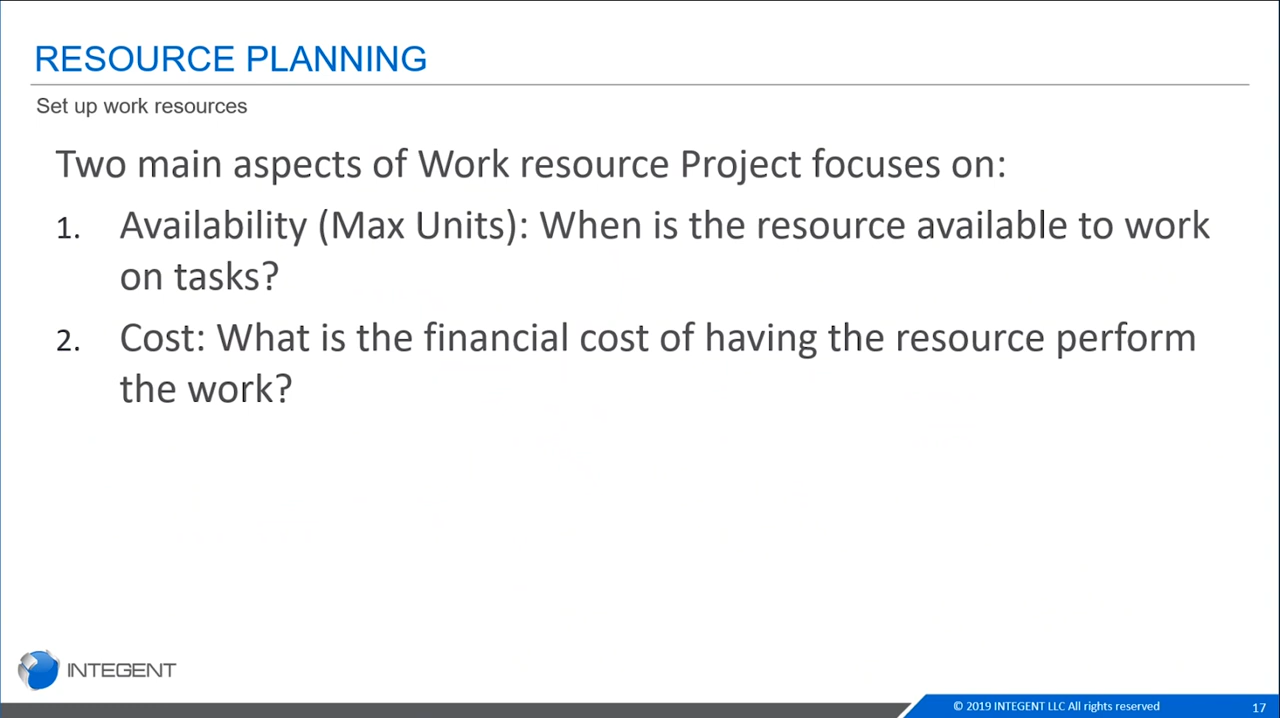 RESOURCE PLANNING
Set up work resources
Two main aspects of Work resource Project focuses on:
1. Availability (Max Units): When is the resource available to work
on tasks?
2. Cost: What is the financial cost of having the resource perform
the work?
INTEGENT
© 2019 INTEGENT LLC All rights reserved 17